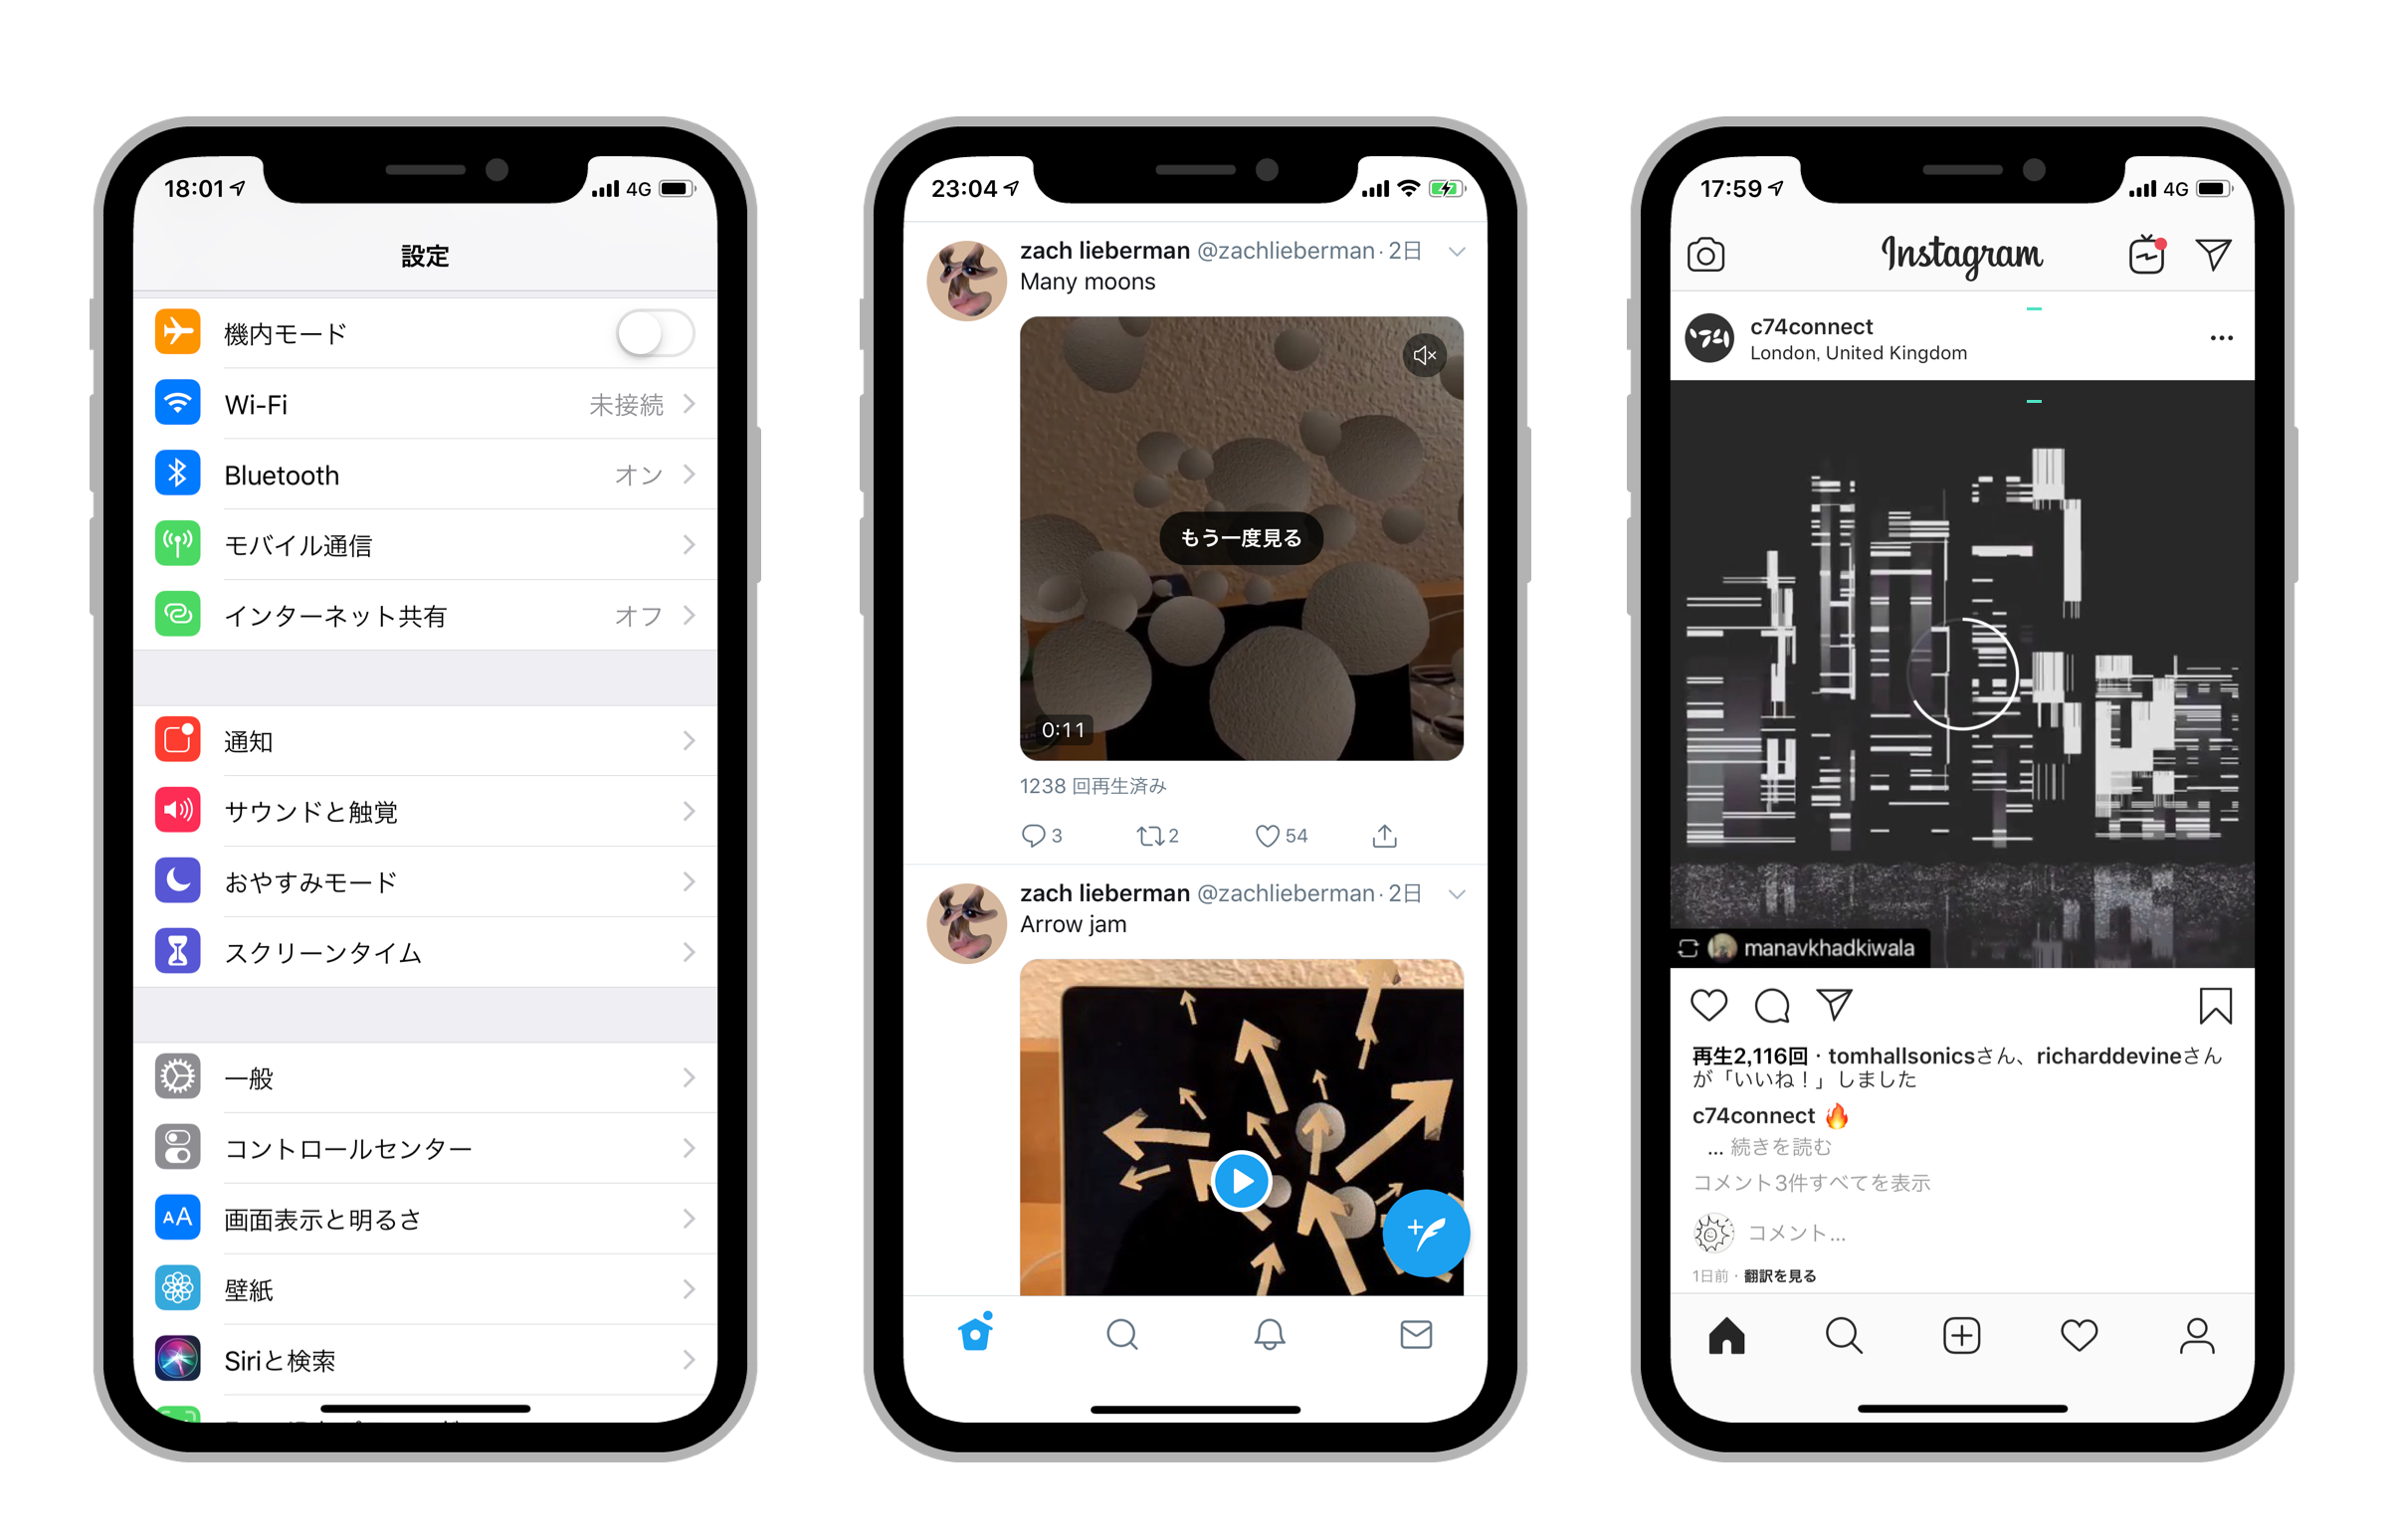 18:01
4G
設定
機内モード
Wi-Fi 未接続
Bluetooth オン
モバイル通信
インターネット共有 オフ
通知
サウンドと触覚
おやすみモード
スクリーンタイム
一般
コントロールセンター
AA 画面表示と明るさ
壁紙
Siriと検索
23:04
zach lieberman @zachlieberman · 2日
Many moons
もう一度見る
0:11
1238 回再生済み
3 2 54
zach lieberman @zachlieberman · 2日
Arrow jam
17:59
4G
Instagram
c74connect
London, United Kingdom
manavkhadkiwala
再生2,116回 · tomhallsonicsさん、richarddevineさん
が「いいね！」しました
c74connect 🔥
... 続きを読む
コメント3件すべてを表示
コメント...
1日前 · 翻訳を見る